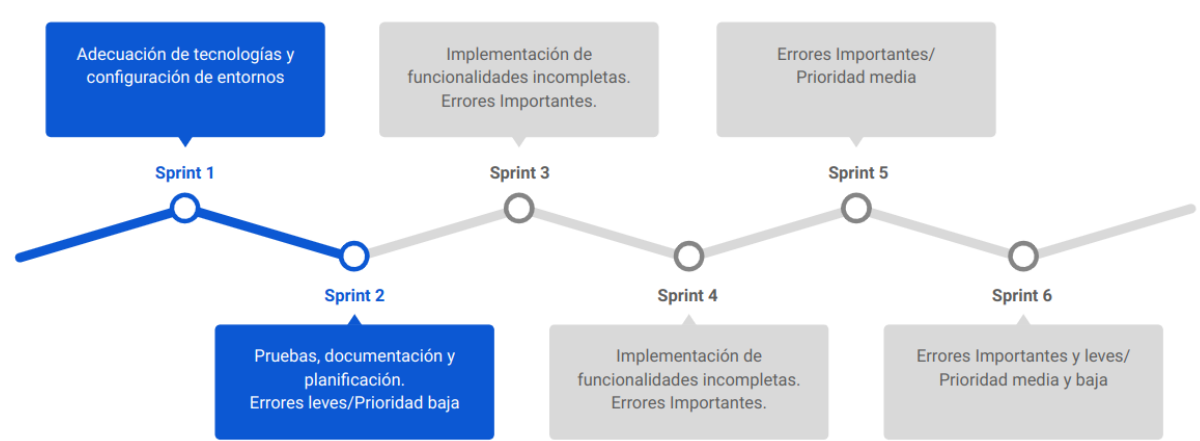 Adecuación de tecnologías y
configuración de entornos
Sprint 1
Sprint 2
Pruebas, documentación y
planificación.
Errores leves/Prioridad baja
Implementación de
funcionalidades incompletas.
Errores Importantes.
Sprint 3
Sprint 4
Implementación de
funcionalidades incompletas.
Errores Importantes.
Errores Importantes/
Prioridad media
Sprint 5
Sprint 6
Errores Importantes y leves/
Prioridad media y baja